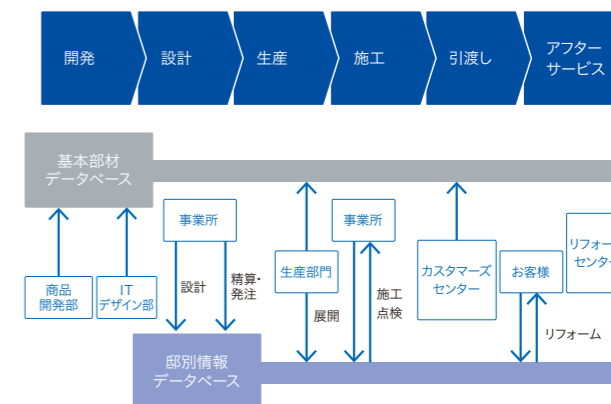 開発
設計
生産
施工
引渡し
アフター
サービス
基本部材
データベース
事業所
事業所
商品
開発部
IT
デザイン部
設計
精算・
発注
生産部門
展開
施工
点検
カスタマーズ
センター
お客様
リフォー
センタ
リフォーム
邸別情報
データベース